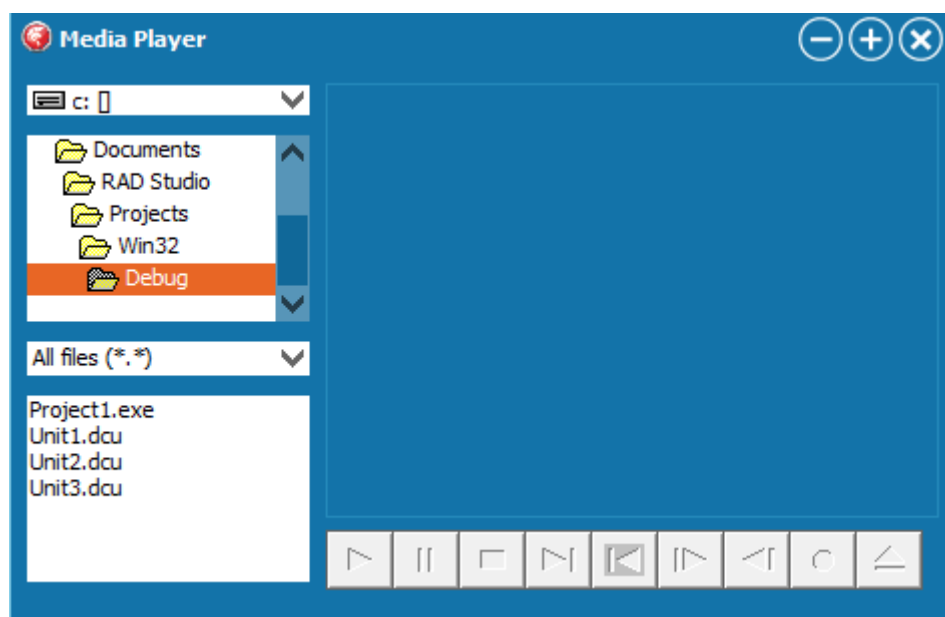 Media Player
c: []
Documents
RAD Studio
Projects
Win32
Debug
All files (*.*)
Project1.exe
Unit1.dcu
Unit2.dcu
Unit3.dcu